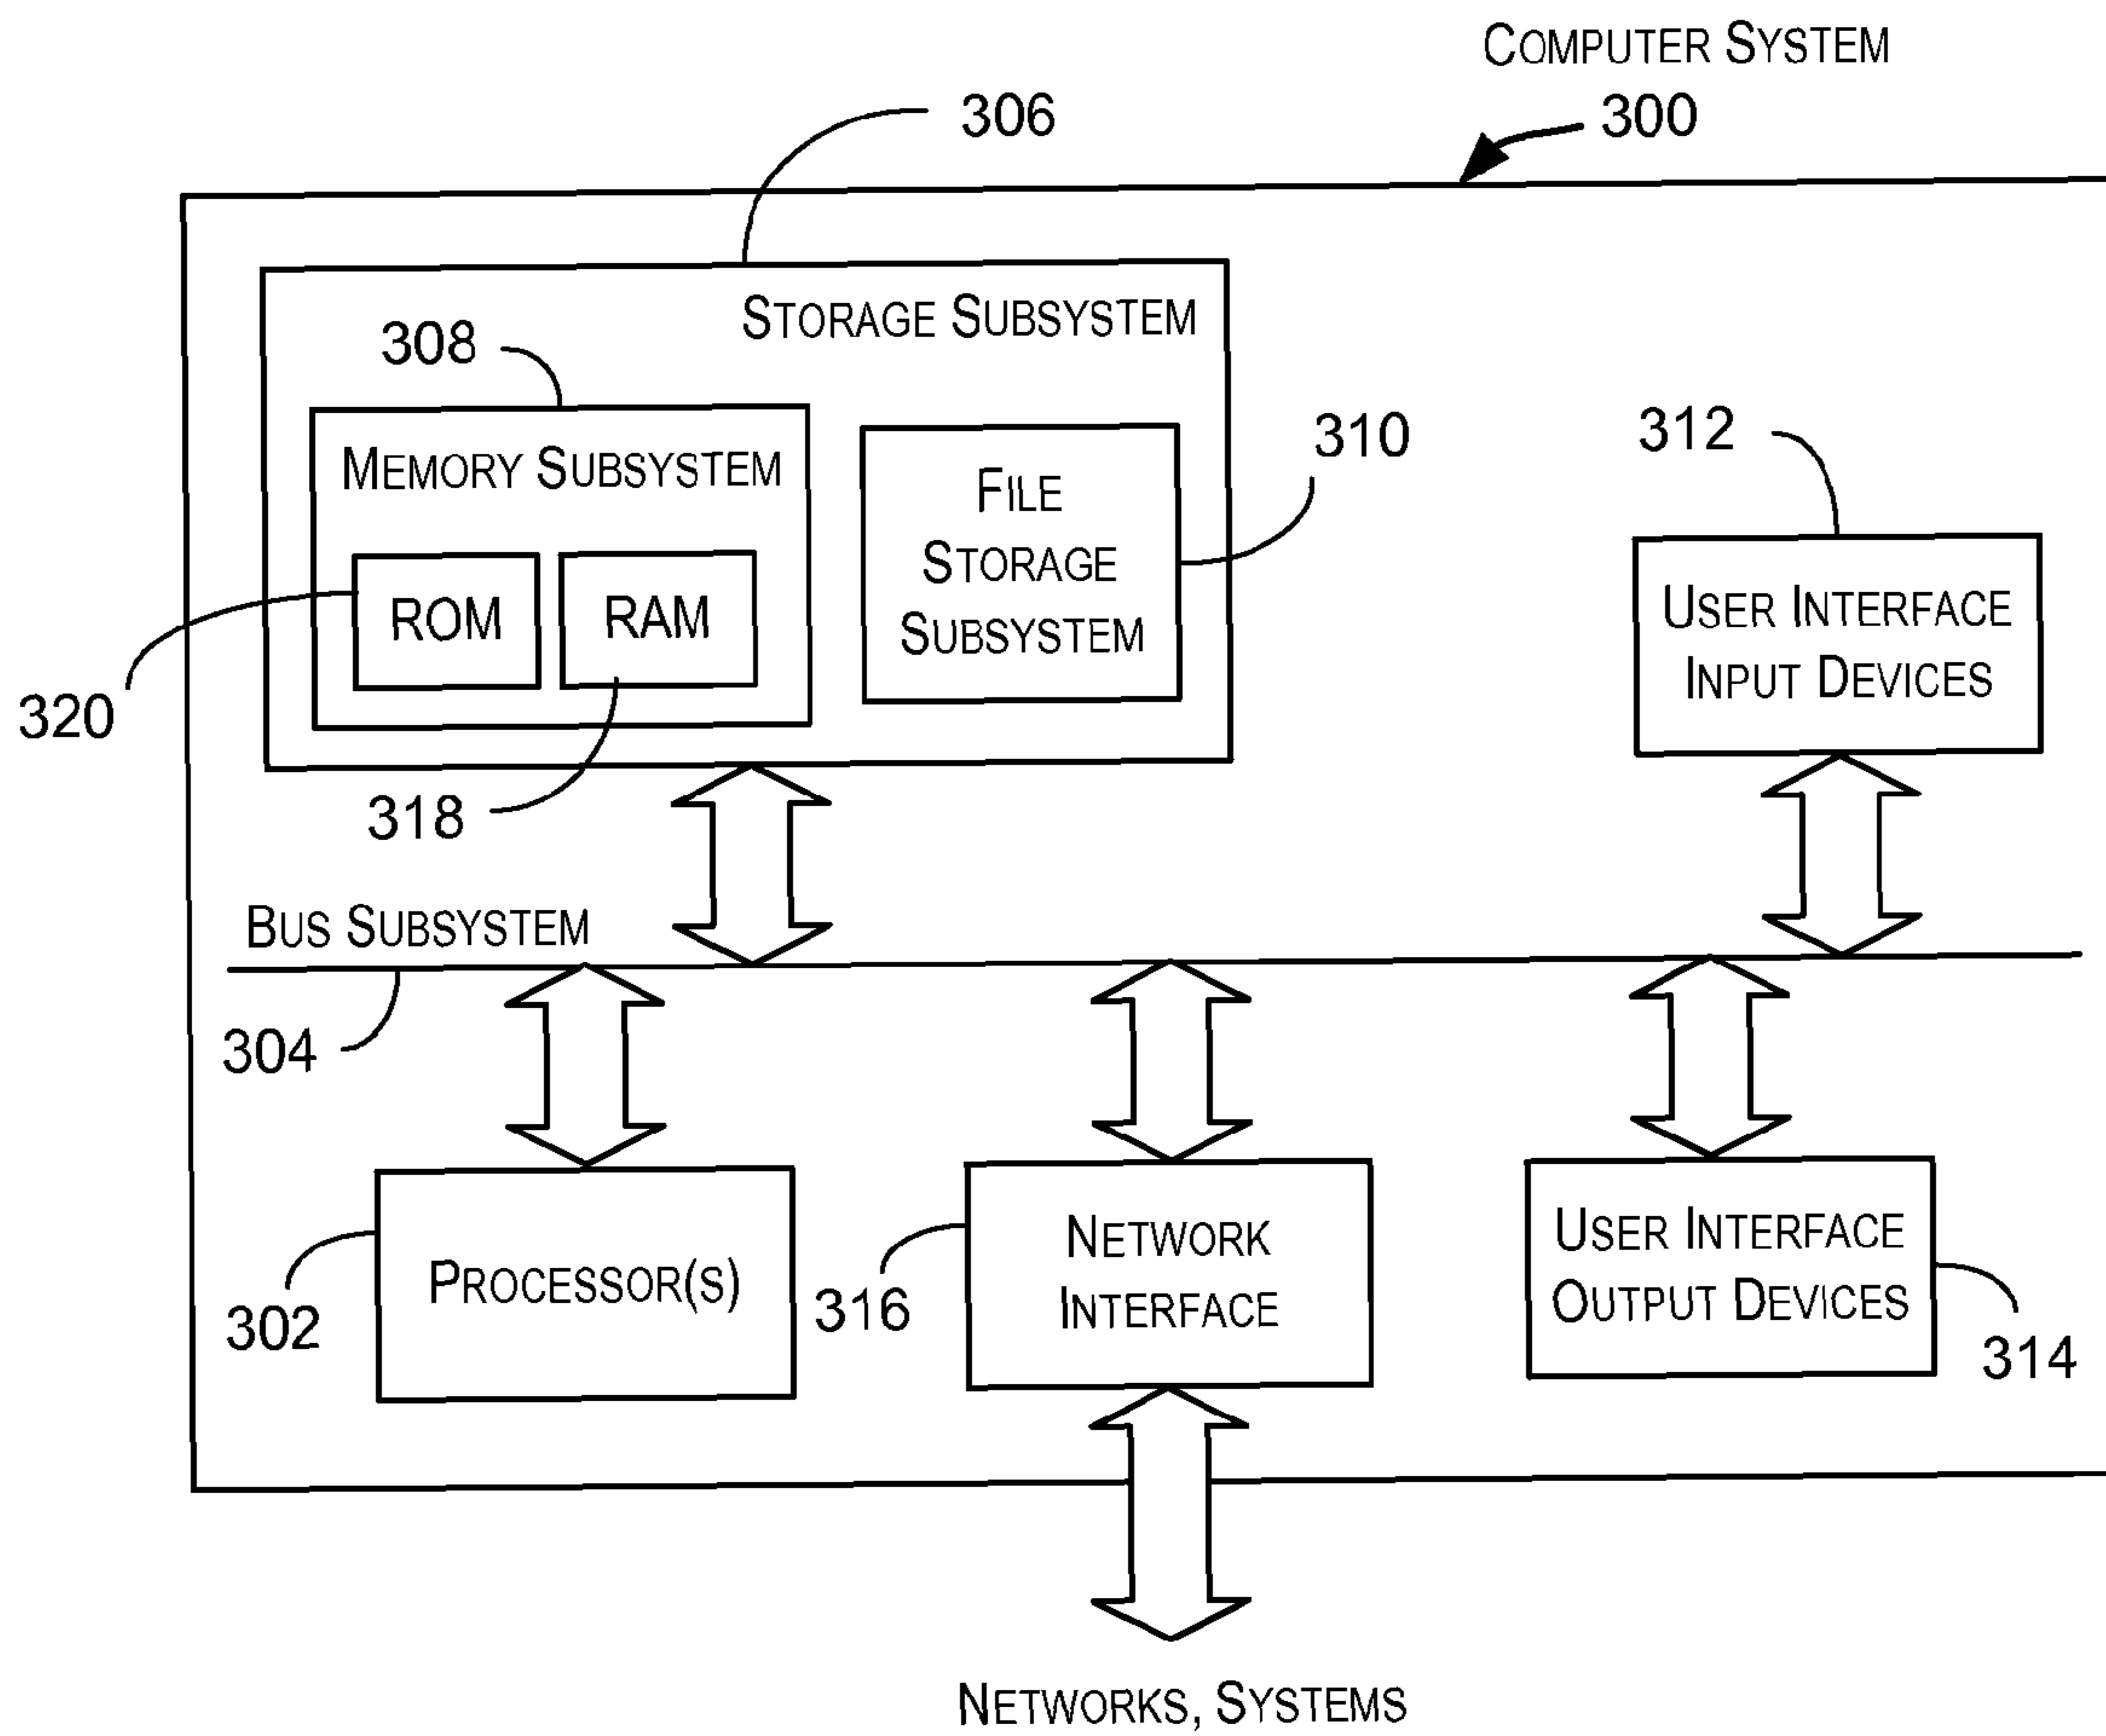 COMPUTER SYSTEM
300
306
STORAGE SUBSYSTEM
308
MEMORY SUBSYSTEM
ROM
RAM
320
318
FILE
STORAGE
SUBSYSTEM
310
312
USER INTERFACE
INPUT DEVICES
BUS SUBSYSTEM
304
PROCESSOR(S)
302
NETWORK
INTERFACE
316
USER INTERFACE
OUTPUT DEVICES
314
NETWORKS, SYSTEMS